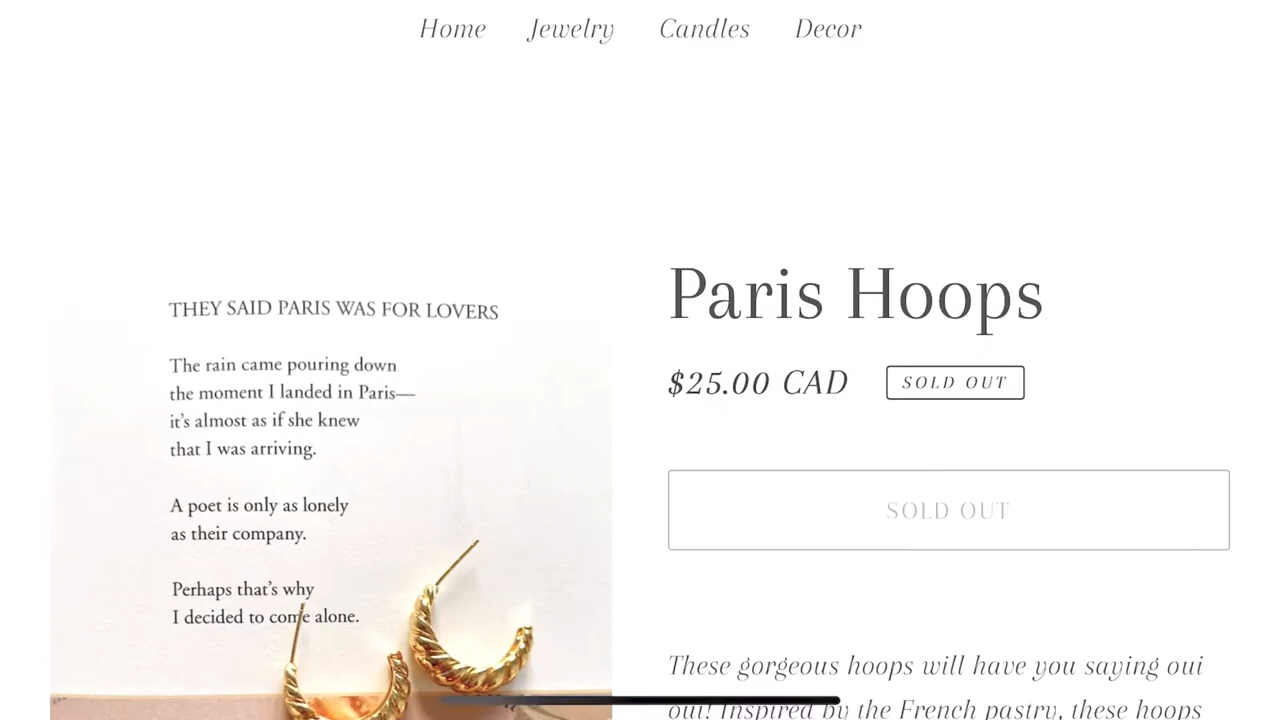 Home Jewelry Candles Decor
THEY SAID PARIS WAS FOR LOVERS
The rain came pouring down
the moment I landed in Paris—
it's almost as if she knew
that I was arriving.
A poet is only as lonely
as their company.
Perhaps that's why
I decided to come alone.
Paris Hoops
$25.00 CAD SOLD OUT
SOLD OUT
These gorgeous hoops will have you saying oui
oui! Inspired by the French pastry, these hoops